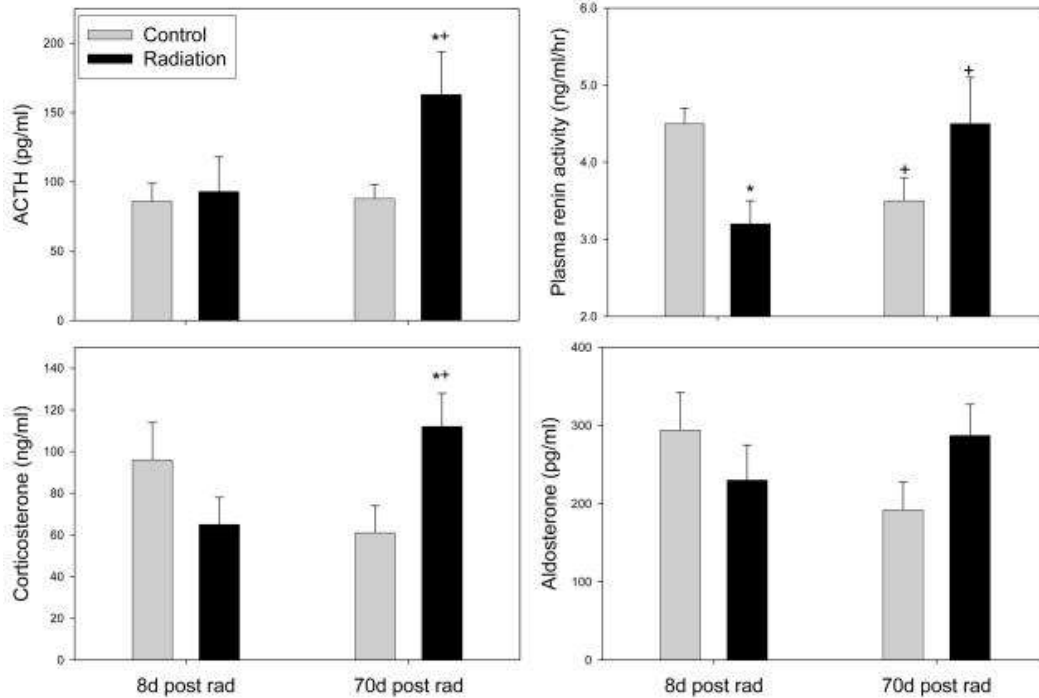 Control
Radiation
ACTH (pg/ml)
200
150
100
50
0
*+
Plasma renin activity (ng/ml/hr)
6.0
5.0
4.0
3.0
2.0
*
+
+
Corticosterone (ng/ml)
140
120
100
80
60
40
20
0
*+
8d post rad
70d post rad
Aldosterone (pg/ml)
400
300
200
100
0
8d post rad
70d post rad